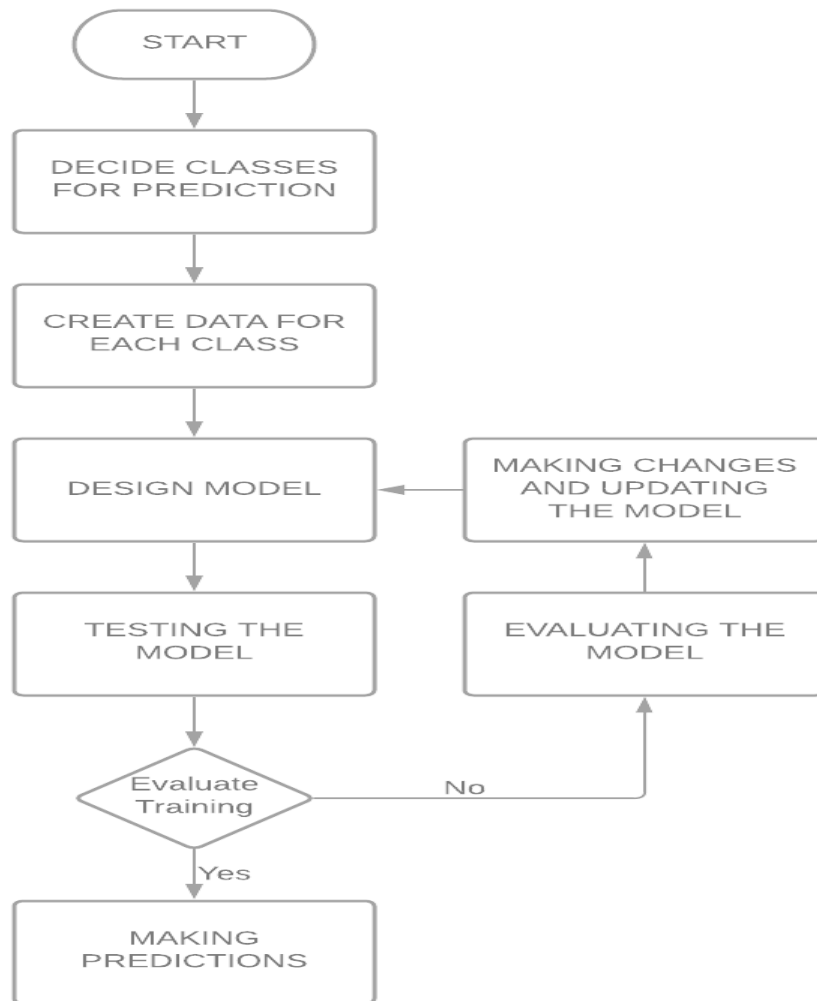 START
DECIDE CLASSES
FOR PREDICTION
CREATE DATA FOR
EACH CLASS
DESIGN MODEL
MAKING CHANGES
AND UPDATING
THE MODEL
TESTING THE
MODEL
EVALUATING THE
MODEL
Evaluate
Training
No
Yes
MAKING
PREDICTIONS